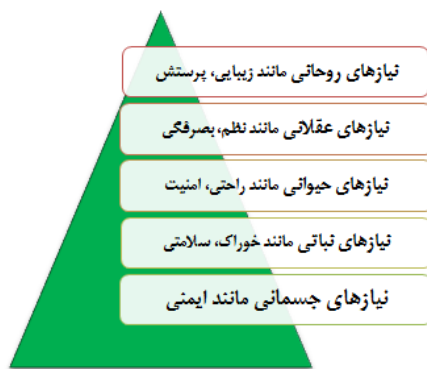 نیازهای روحانی مانند زیبایی، پرستش
نیازهای عقلانی مانند نظم، بصرفگی
نیازهای حیوانی مانند راحتی، امنیت
نیازهای نباتی مانند خوراک، سلامتی
نیازهای جسمانی مانند ایمنی